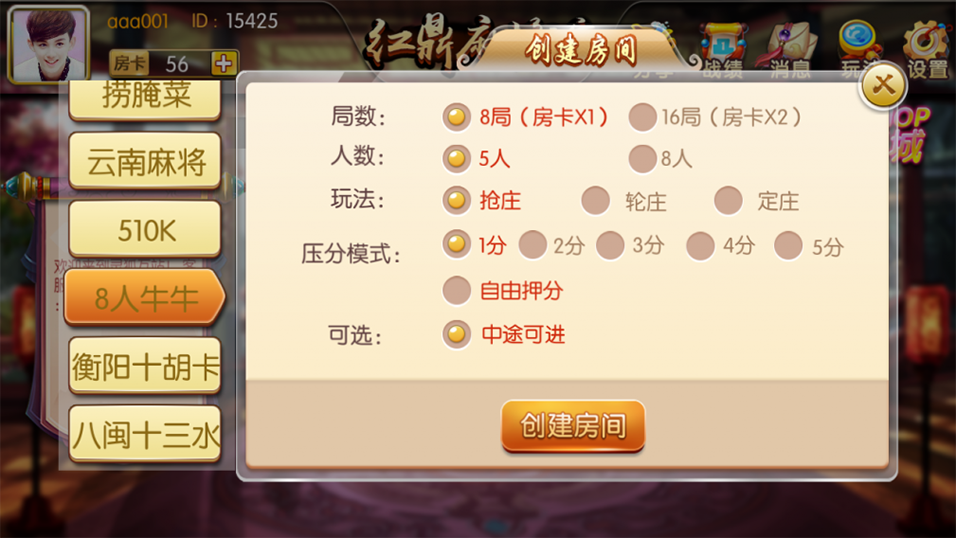 aaa001 ID：15425
房卡 56
红鼎
创建房间
战绩
消息
设置
捞腌菜
云南麻将
510K
8人牛牛
衡阳十胡卡
八闽十三水
局数： 8局（房卡X1） 16局（房卡X2）
人数： 5人 8人
玩法： 抢庄 轮庄 定庄
压分模式： 1分 2分 3分 4分 5分
自由押分
可选： 中途可进
创建房间